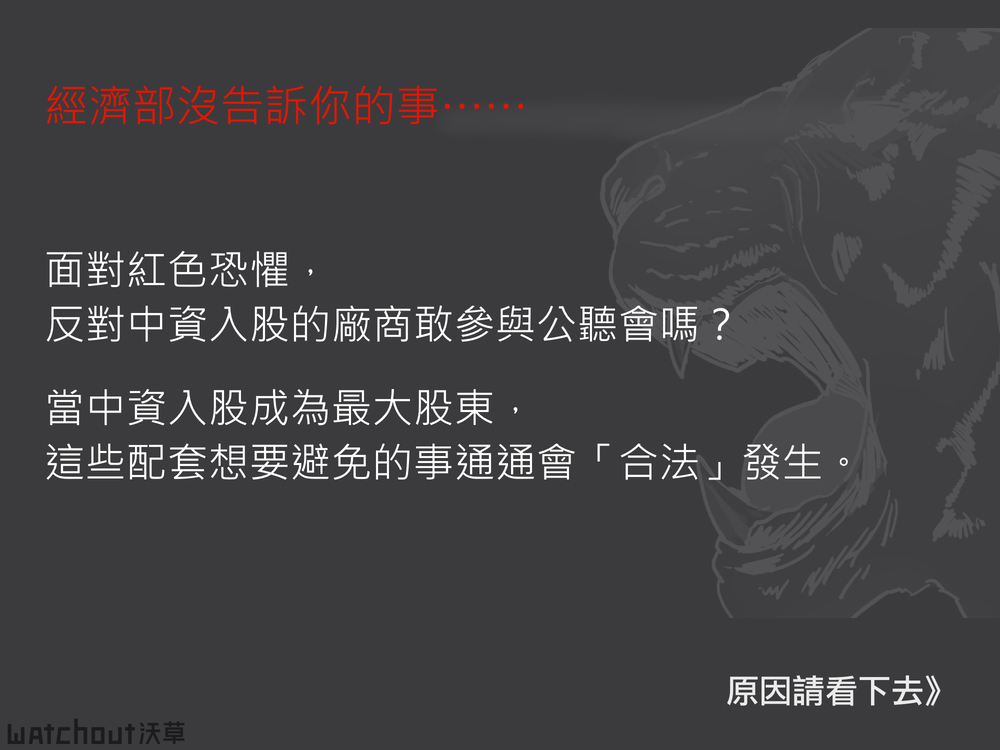 經濟部沒告訴你的事……
面對紅色恐懼，
反對中資入股的廠商敢參與公聽會嗎？
當中資入股成為最大股東，
這些配套想要避免的事通通會「合法」發生。
原因請看下去》
watchout沃草